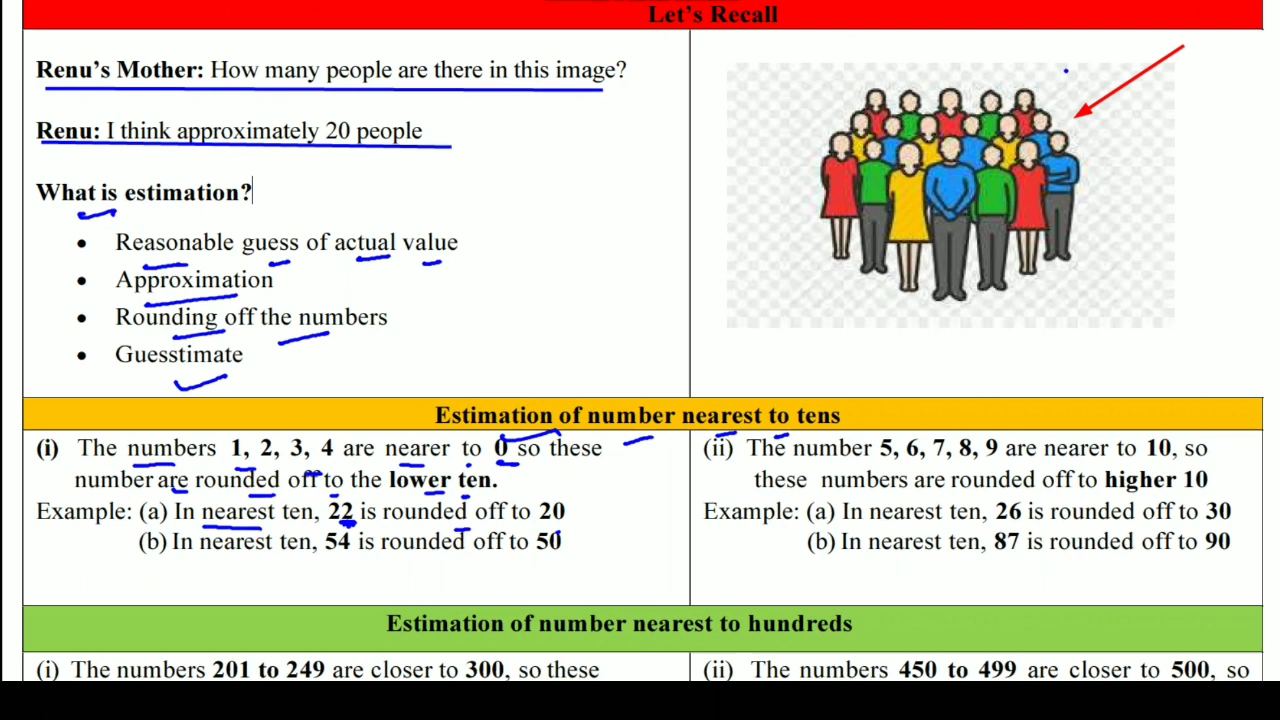 Let's Recall
Renu's Mother: How many people are there in this image?
Renu: I think approximately 20 people
What is estimation?
• Reasonable guess of actual value
• Approximation
• Rounding off the numbers
• Guesstimate
Estimation of number nearest to tens
(i) The numbers 1, 2, 3, 4 are nearer to 0 so these
number are rounded off to the lower ten.
Example: (a) In nearest ten, 22 is rounded off to 20
(b) In nearest ten, 54 is rounded off to 50
(ii) The number 5, 6, 7, 8, 9 are nearer to 10, so
these numbers are rounded off to higher 10
Example: (a) In nearest ten, 26 is rounded off to 30
(b) In nearest ten, 87 is rounded off to 90
Estimation of number nearest to hundreds
(i) The numbers 201 to 249 are closer to 300, so these
(ii) The numbers 450 to 499 are closer to 500, so